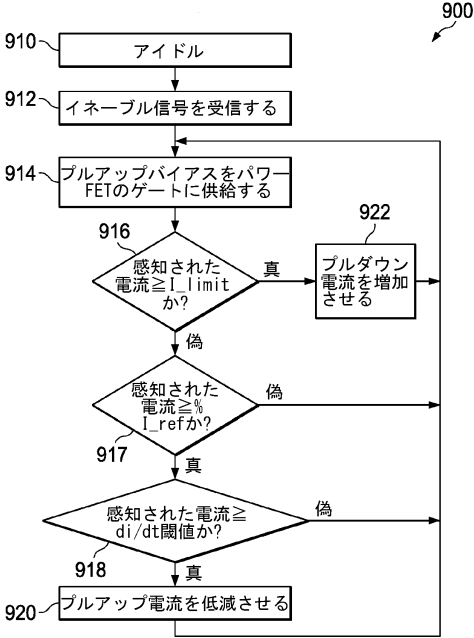 900
910
アイドル
912
イネーブル信号を受信する
914
プルアップバイアスをパワー
FETのゲートに供給する
916
感知された
電流≧I_limit
か?
真
922
プルダウン
電流を増加
させる
偽
感知された
電流≧%
I_refか?
偽
917
真
感知された電流≧
di/dt閾値か?
偽
918
真
920
プルアップ電流を低減させる